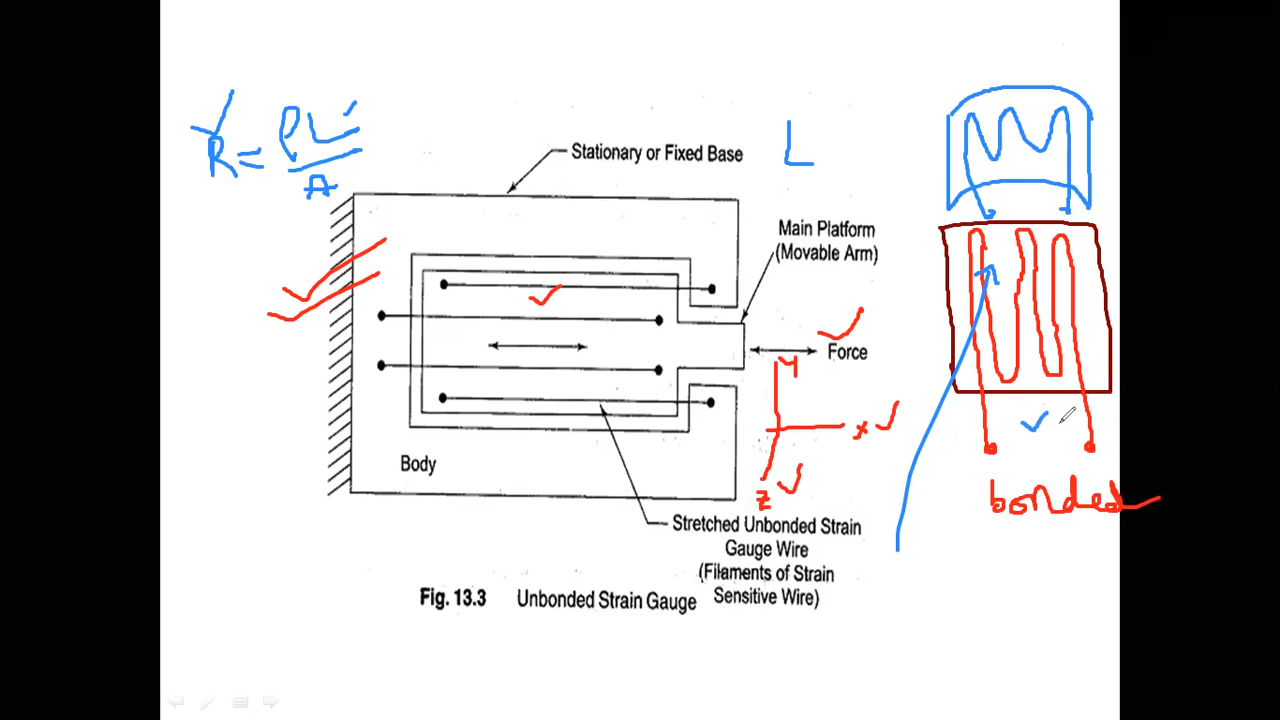 R = ρL
A
Stationary or Fixed Base
L
Main Platform
(Movable Arm)
Force
Y
x
z
Body
bonded
Stretched Unbonded Strain
Gauge Wire
(Filaments of Strain
Sensitive Wire)
Fig. 13.3 Unbonded Strain Gauge